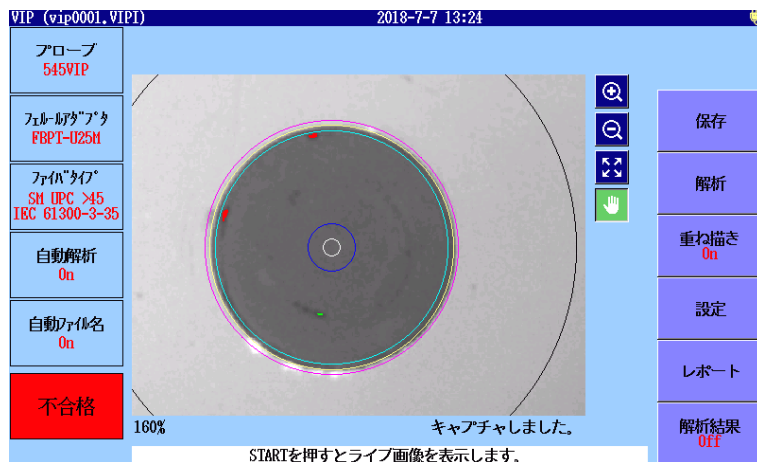 VIP (vip0001.VIPI)
2018-7-7 13:24
プローブ
545VIP
フェルールアダプタ
FBPT-U25M
ファイバタイプ
SM UPC >45
IEC 61300-3-35
自動解析
On
自動ファイル名
On
不合格
160%
キャプチャしました。
STARTを押すとライブ画像を表示します。
保存
解析
重ね描き
On
設定
レポート
解析結果
Off